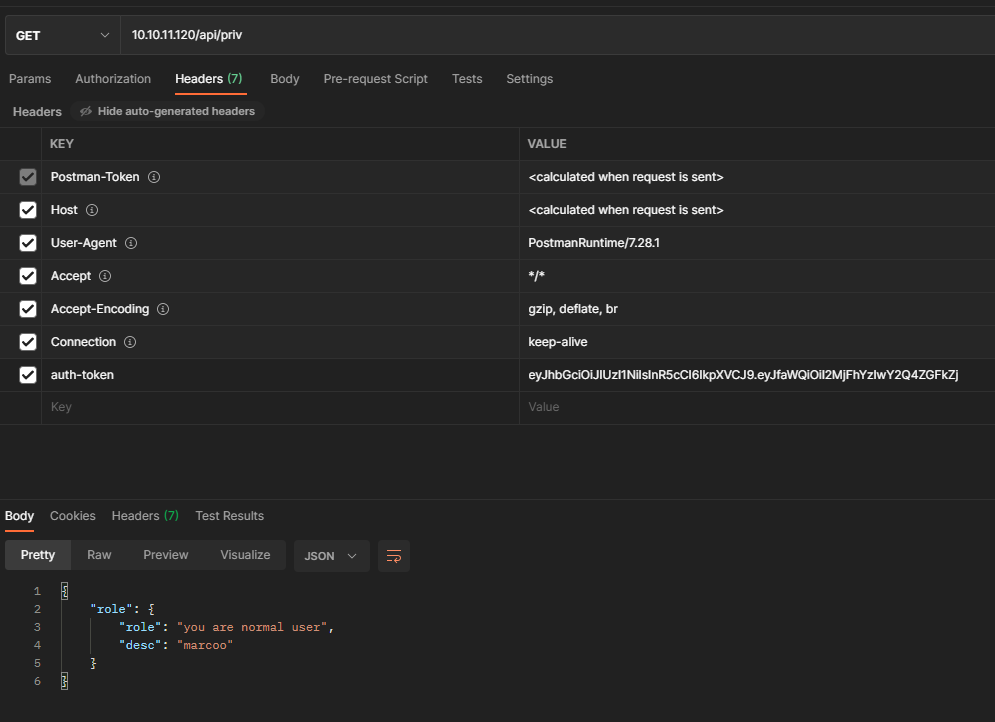 GET 10.10.11.120/api/priv
Params Authorization Headers (7) Body Pre-request Script Tests Settings
Headers Hide auto-generated headers
KEY VALUE
Postman-Token <calculated when request is sent>
Host <calculated when request is sent>
User-Agent PostmanRuntime/7.28.1
Accept */*
Accept-Encoding gzip, deflate, br
Connection keep-alive
auth-token eyJhbGciOiJIUzI1NiIsInR5cCI6IkpXVCJ9.eyJfaWQiOiI2MjFhYzIwY2Q4ZGFkZj
Key Value
Body Cookies Headers (7) Test Results
Pretty Raw Preview Visualize JSON
1 {
2 "role": {
3 "role": "you are normal user",
4 "desc": "marcoo"
5 }
6 }